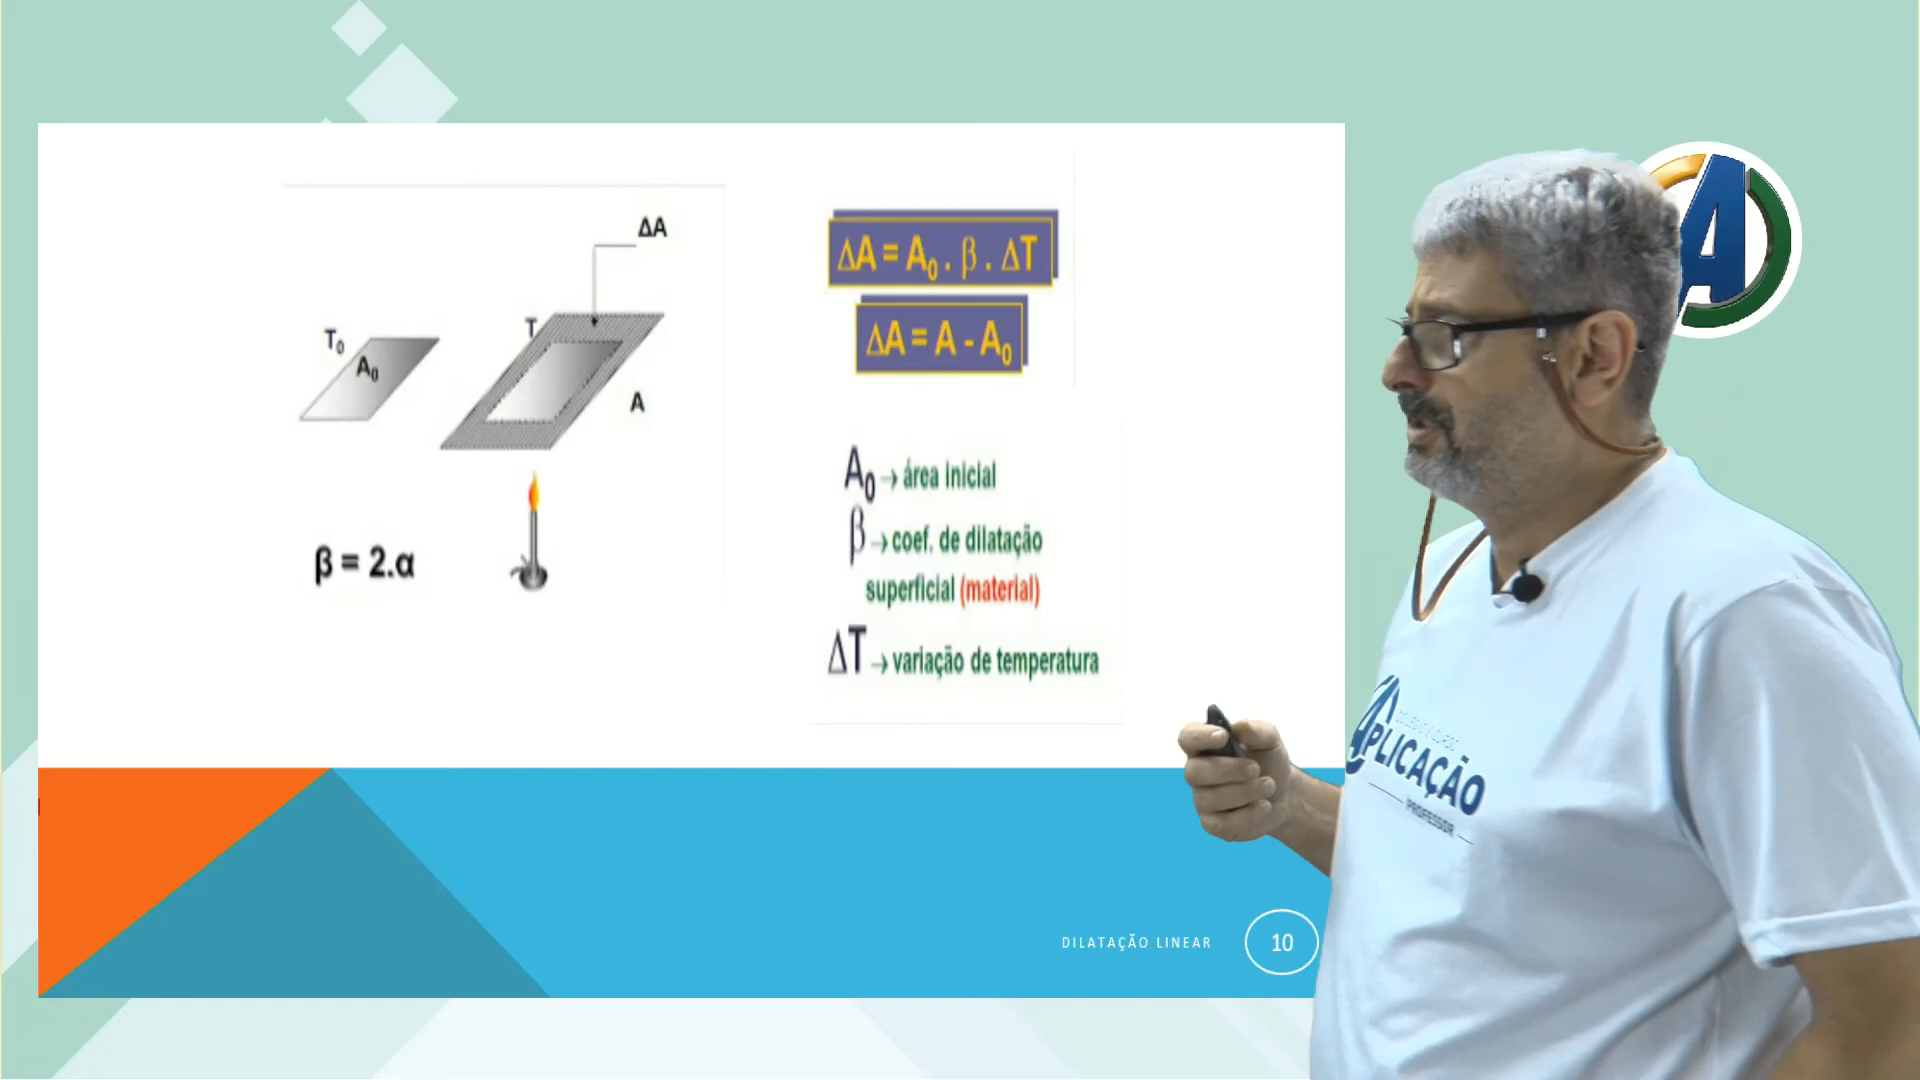 ΔA
T₀
A₀
T
A
β = 2.α
ΔA = A₀ . β . ΔT
ΔA = A - A₀
A₀ → área inicial
β → coef. de dilatação
superficial (material)
ΔT → variação de temperatura
DILATAÇÃO LINEAR
10
A
APLICAÇÃO
PROFESSOR